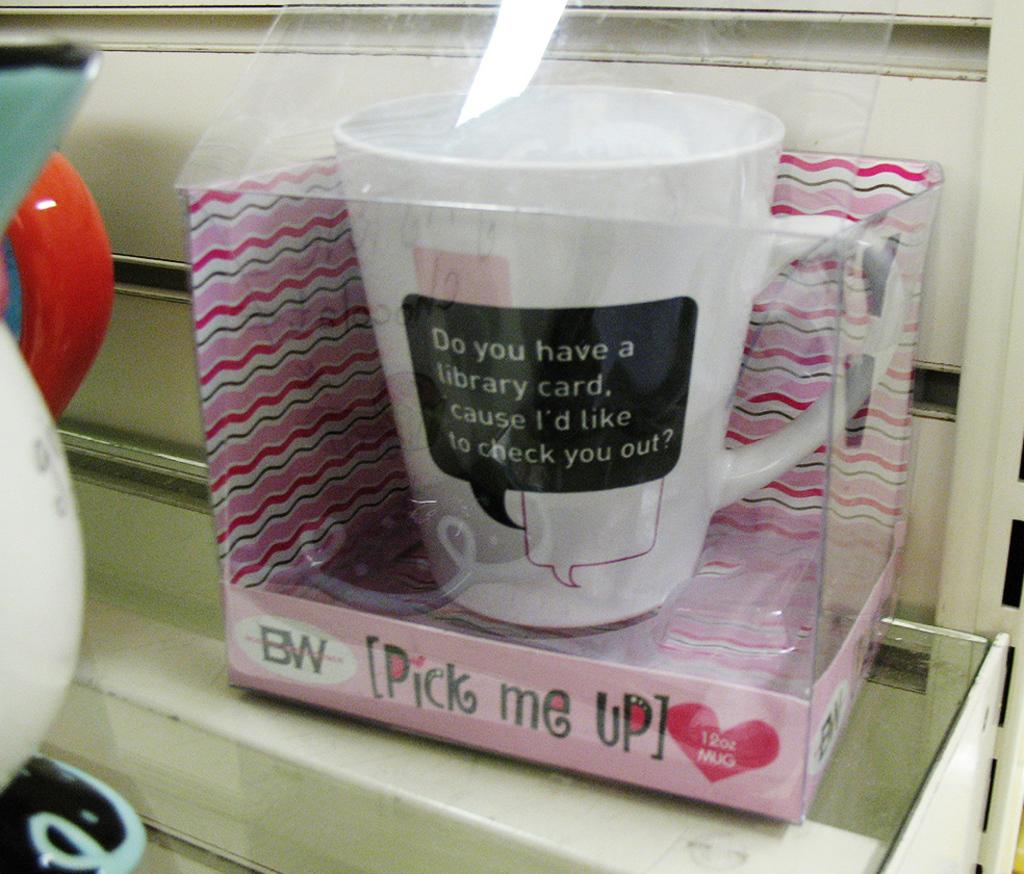 Do you have a
library card,
cause I'd like
to check you out?
BW
[Pick me UP]
12oz
MUG
BW